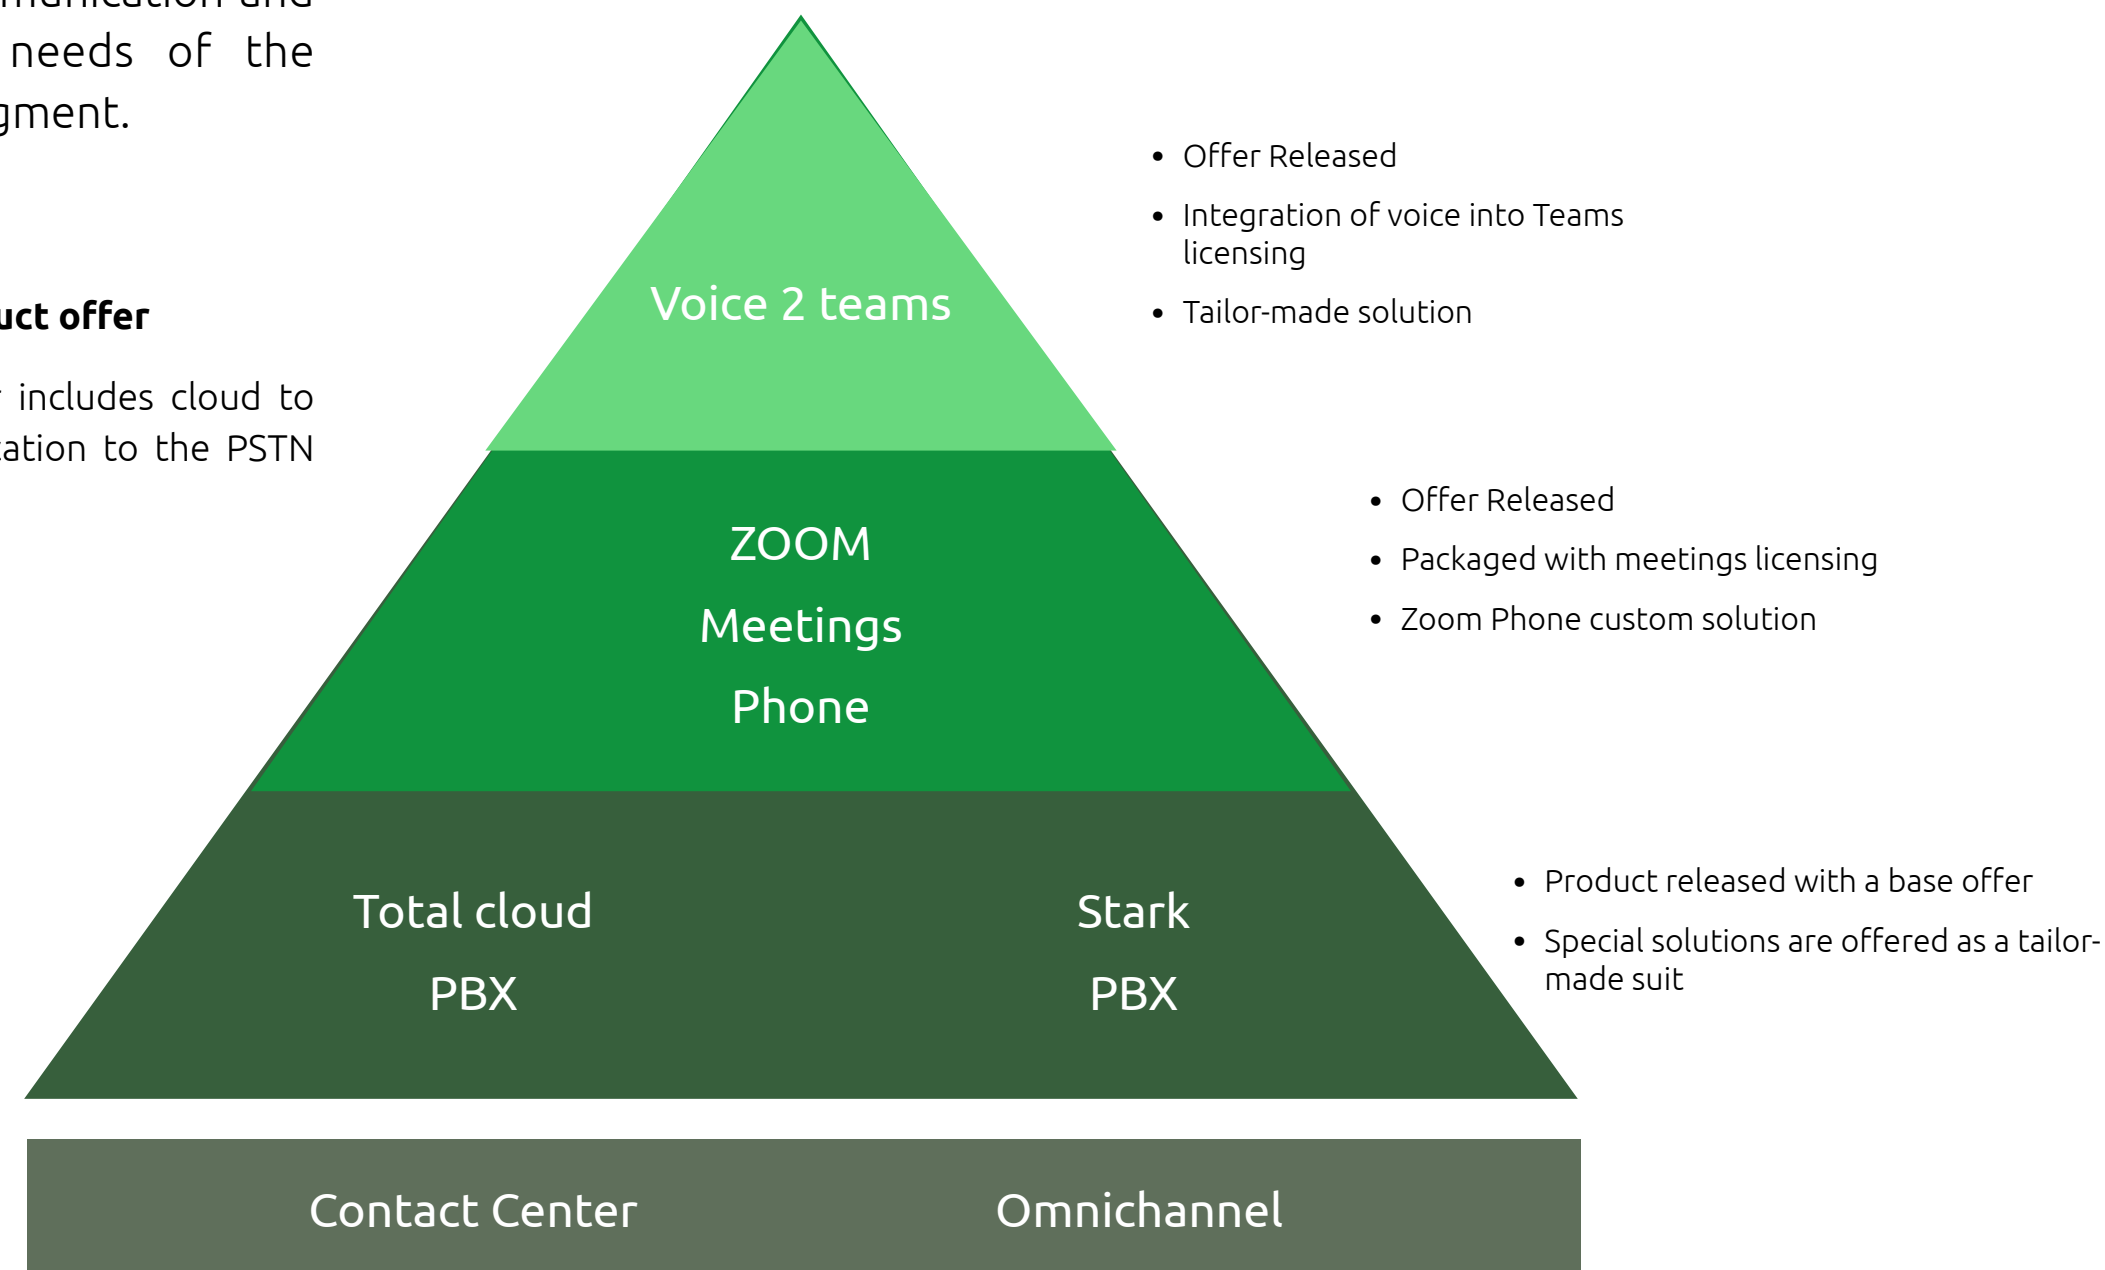 needs of the
gment.
uct offer
includes cloud to
cation to the PSTN
Voice 2 teams
• Offer Released
• Integration of voice into Teams
licensing
• Tailor-made solution
ZOOM
Meetings
Phone
• Offer Released
• Packaged with meetings licensing
• Zoom Phone custom solution
Total cloud
PBX
Stark
PBX
• Product released with a base offer
• Special solutions are offered as a tailor-
made suit
Contact Center
Omnichannel